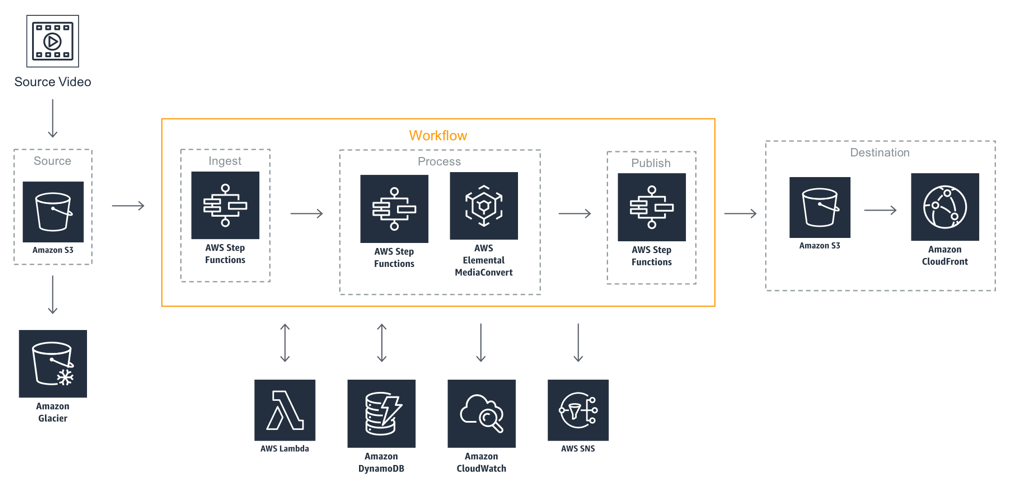 Source Video
Source
Amazon S3
Amazon
Glacier
Workflow
Ingest
AWS Step
Functions
Process
AWS Step
Functions
AWS
Elemental
MediaConvert
Publish
AWS Step
Functions
Destination
Amazon S3
Amazon
CloudFront
AWS Lambda
Amazon
DynamoDB
Amazon
CloudWatch
AWS SNS